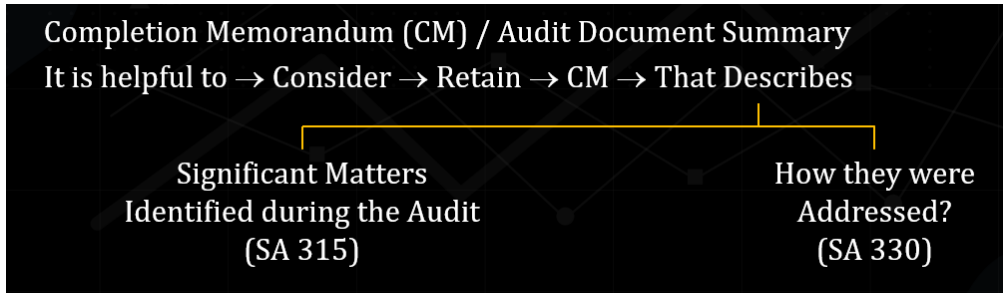 Completion Memorandum (CM) / Audit Document Summary
It is helpful to → Consider → Retain → CM → That Describes
Significant Matters
Identified during the Audit
(SA 315)
How they were
Addressed?
(SA 330)